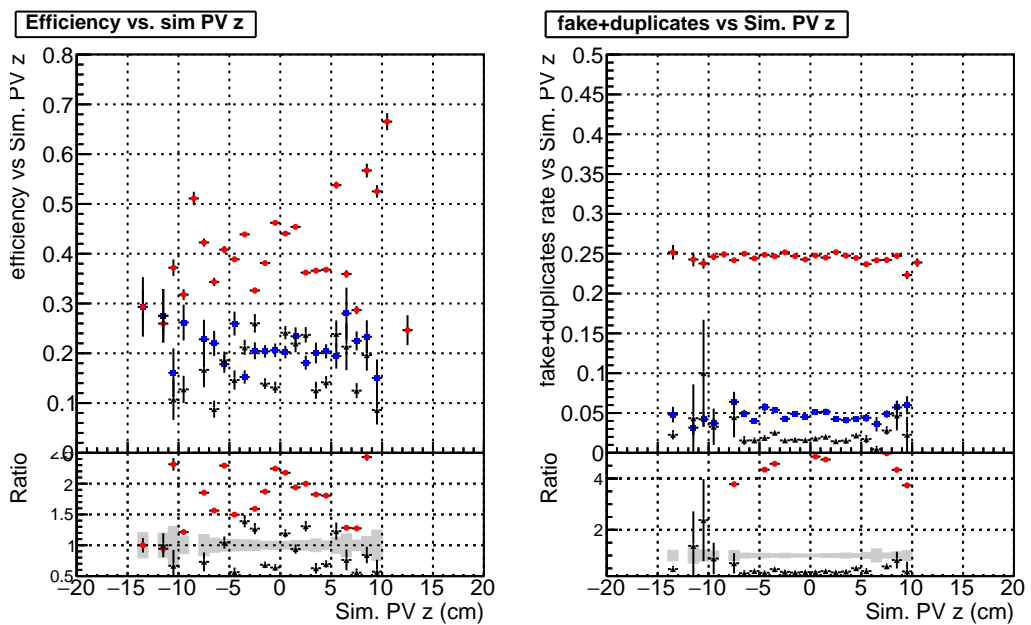 Efficiency vs. sim PV z
efficiency vs Sim. PV z
0.8
0.7
0.6
0.5
0.4
0.3
0.2
0.1
0
Ratio
2
1.5
1
0.5
−20 −15 −10 −5 0 5 10 15 20
Sim. PV z (cm)
fake+duplicates vs Sim. PV z
fake+duplicates rate vs Sim. PV z
0.5
0.45
0.4
0.35
0.3
0.25
0.2
0.15
0.1
0.05
0
Ratio
4
2
−20 −15 −10 −5 0 5 10 15 20
Sim. PV z (cm)